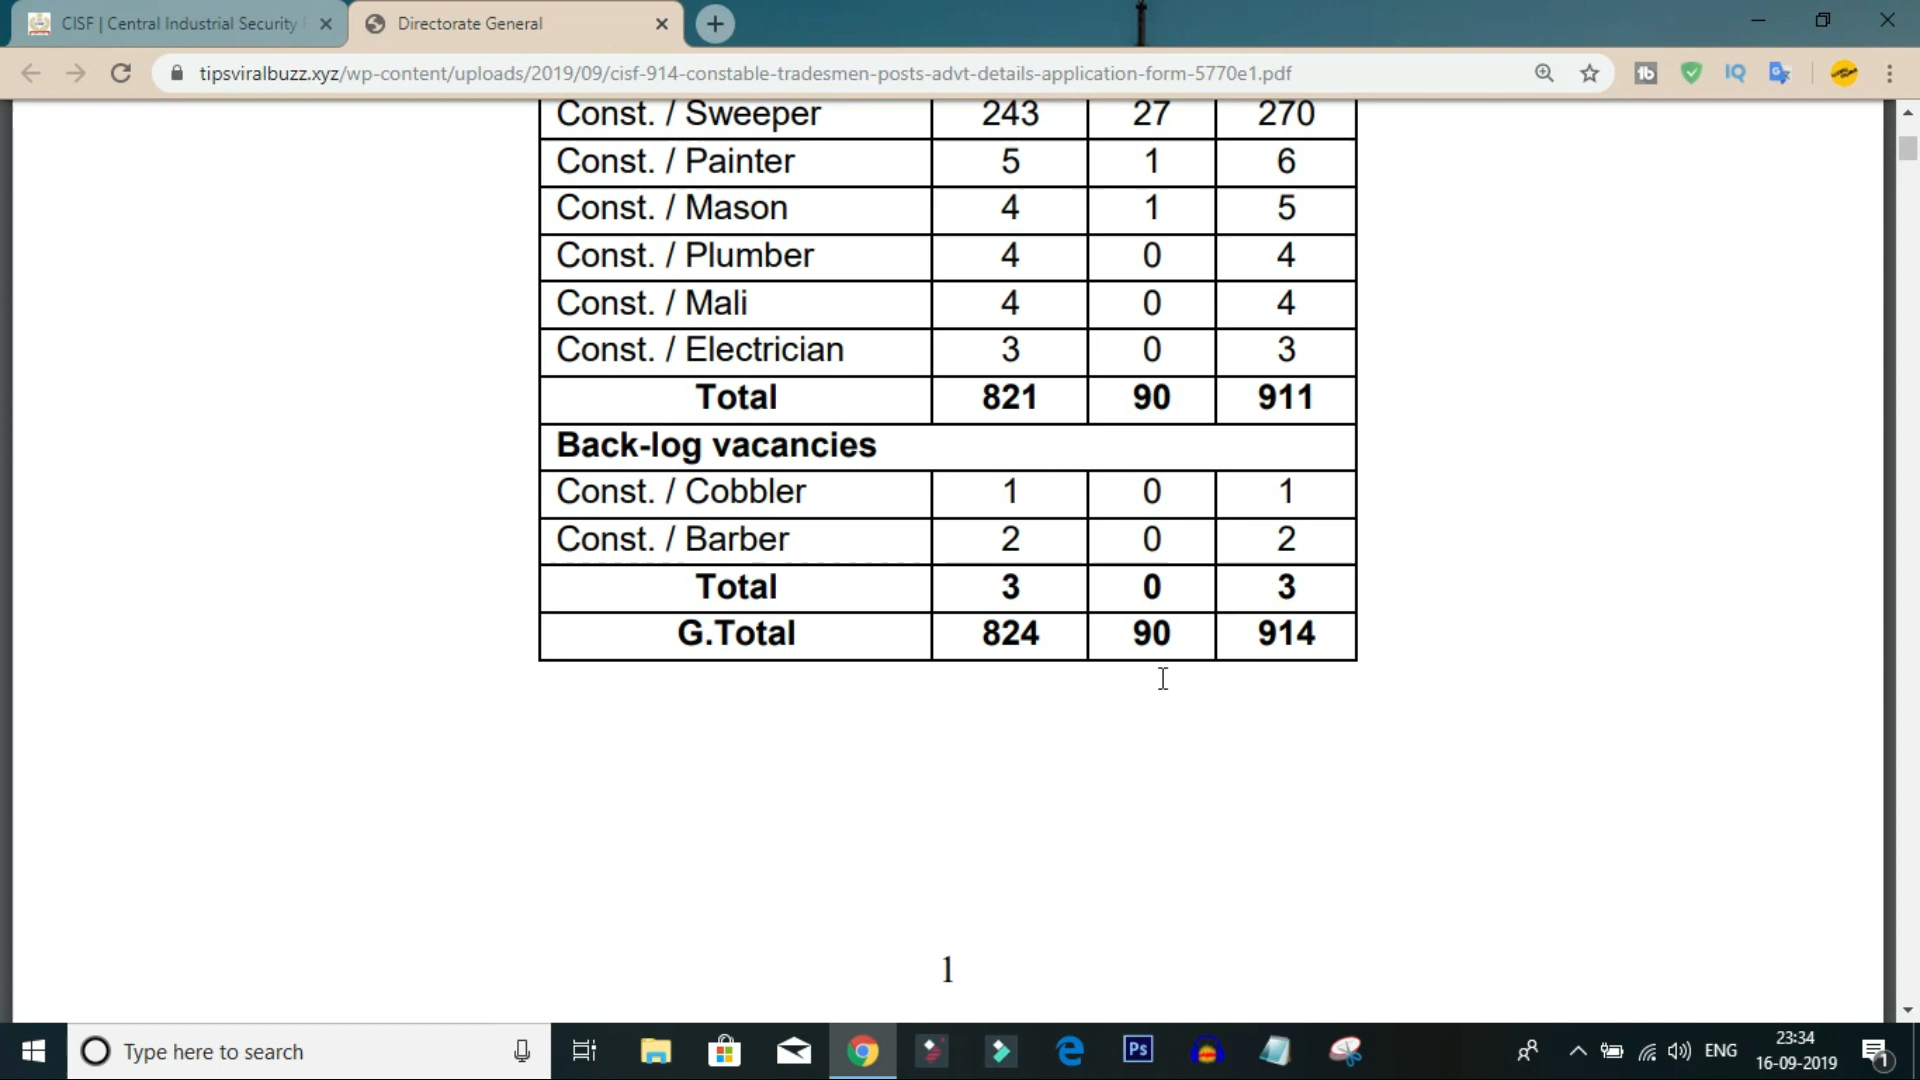 CISF | Central Industrial Security
Directorate General
tipsviralbuzz.xyz/wp-content/uploads/2019/09/cisf-914-constable-tradesmen-posts-advt-details-application-form-5770e1.pdf
Const. / Sweeper 243 27 270
Const. / Painter 5 1 6
Const. / Mason 4 1 5
Const. / Plumber 4 0 4
Const. / Mali 4 0 4
Const. / Electrician 3 0 3
Total 821 90 911
Back-log vacancies
Const. / Cobbler 1 0 1
Const. / Barber 2 0 2
Total 3 0 3
G.Total 824 90 914
1
Type here to search
Ps
ENG
23:34
16-09-2019
1